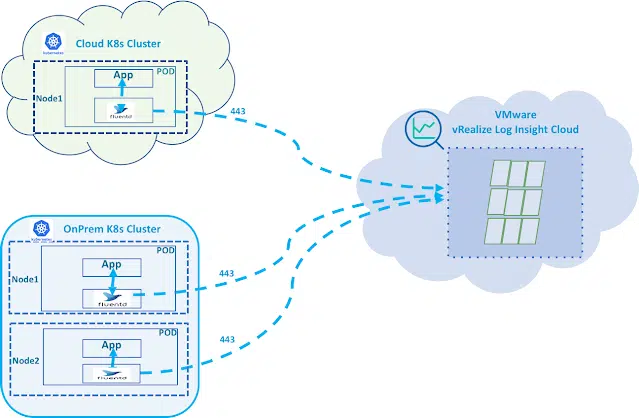 Cloud K8s Cluster
kubernetes
POD
App
Node1
fluentd
443
VMware
vRealize Log Insight Cloud
OnPrem K8s Cluster
POD
App
Node1
fluentd
443
POD
App
Node2
fluentd
443